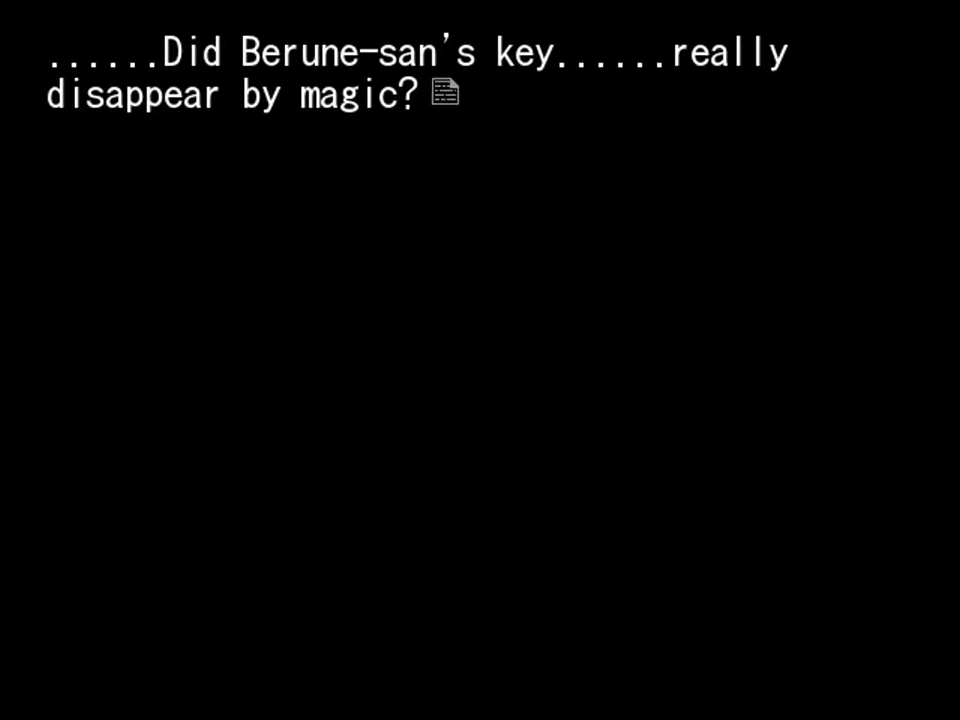 ......Did Berune-san's key......really
disappear by magic?